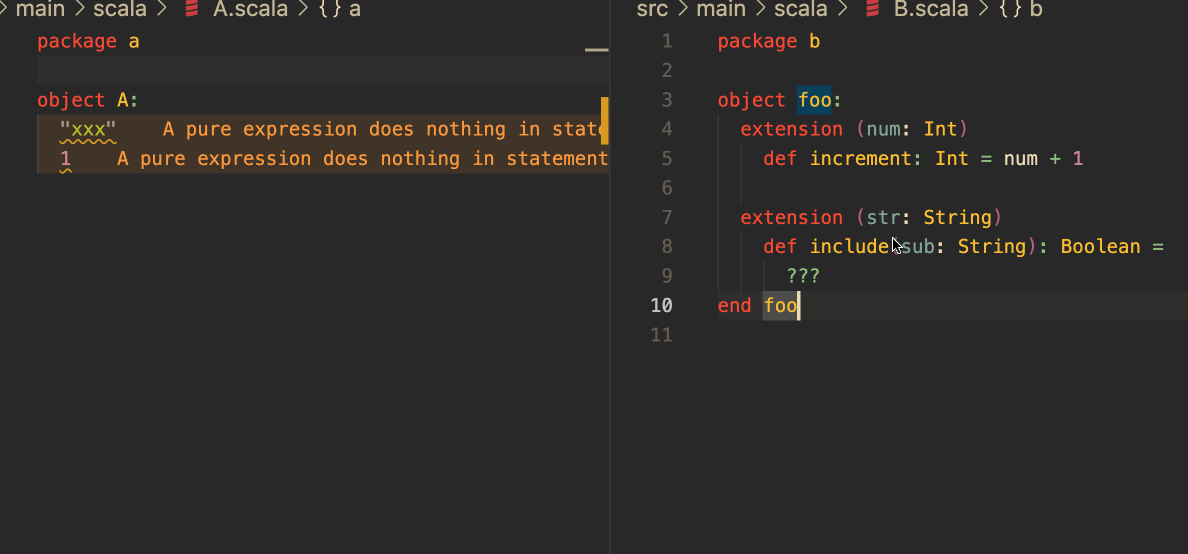 > main > scala > A.scala > {} a
package a
object A:
"xxx" A pure expression does nothing in state
1 A pure expression does nothing in statement
src > main > scala > B.scala > {} b
1 package b
2
3 object foo:
4 extension (num: Int)
5 def increment: Int = num + 1
6
7 extension (str: String)
8 def include(sub: String): Boolean =
9 ???
10 end foo
11